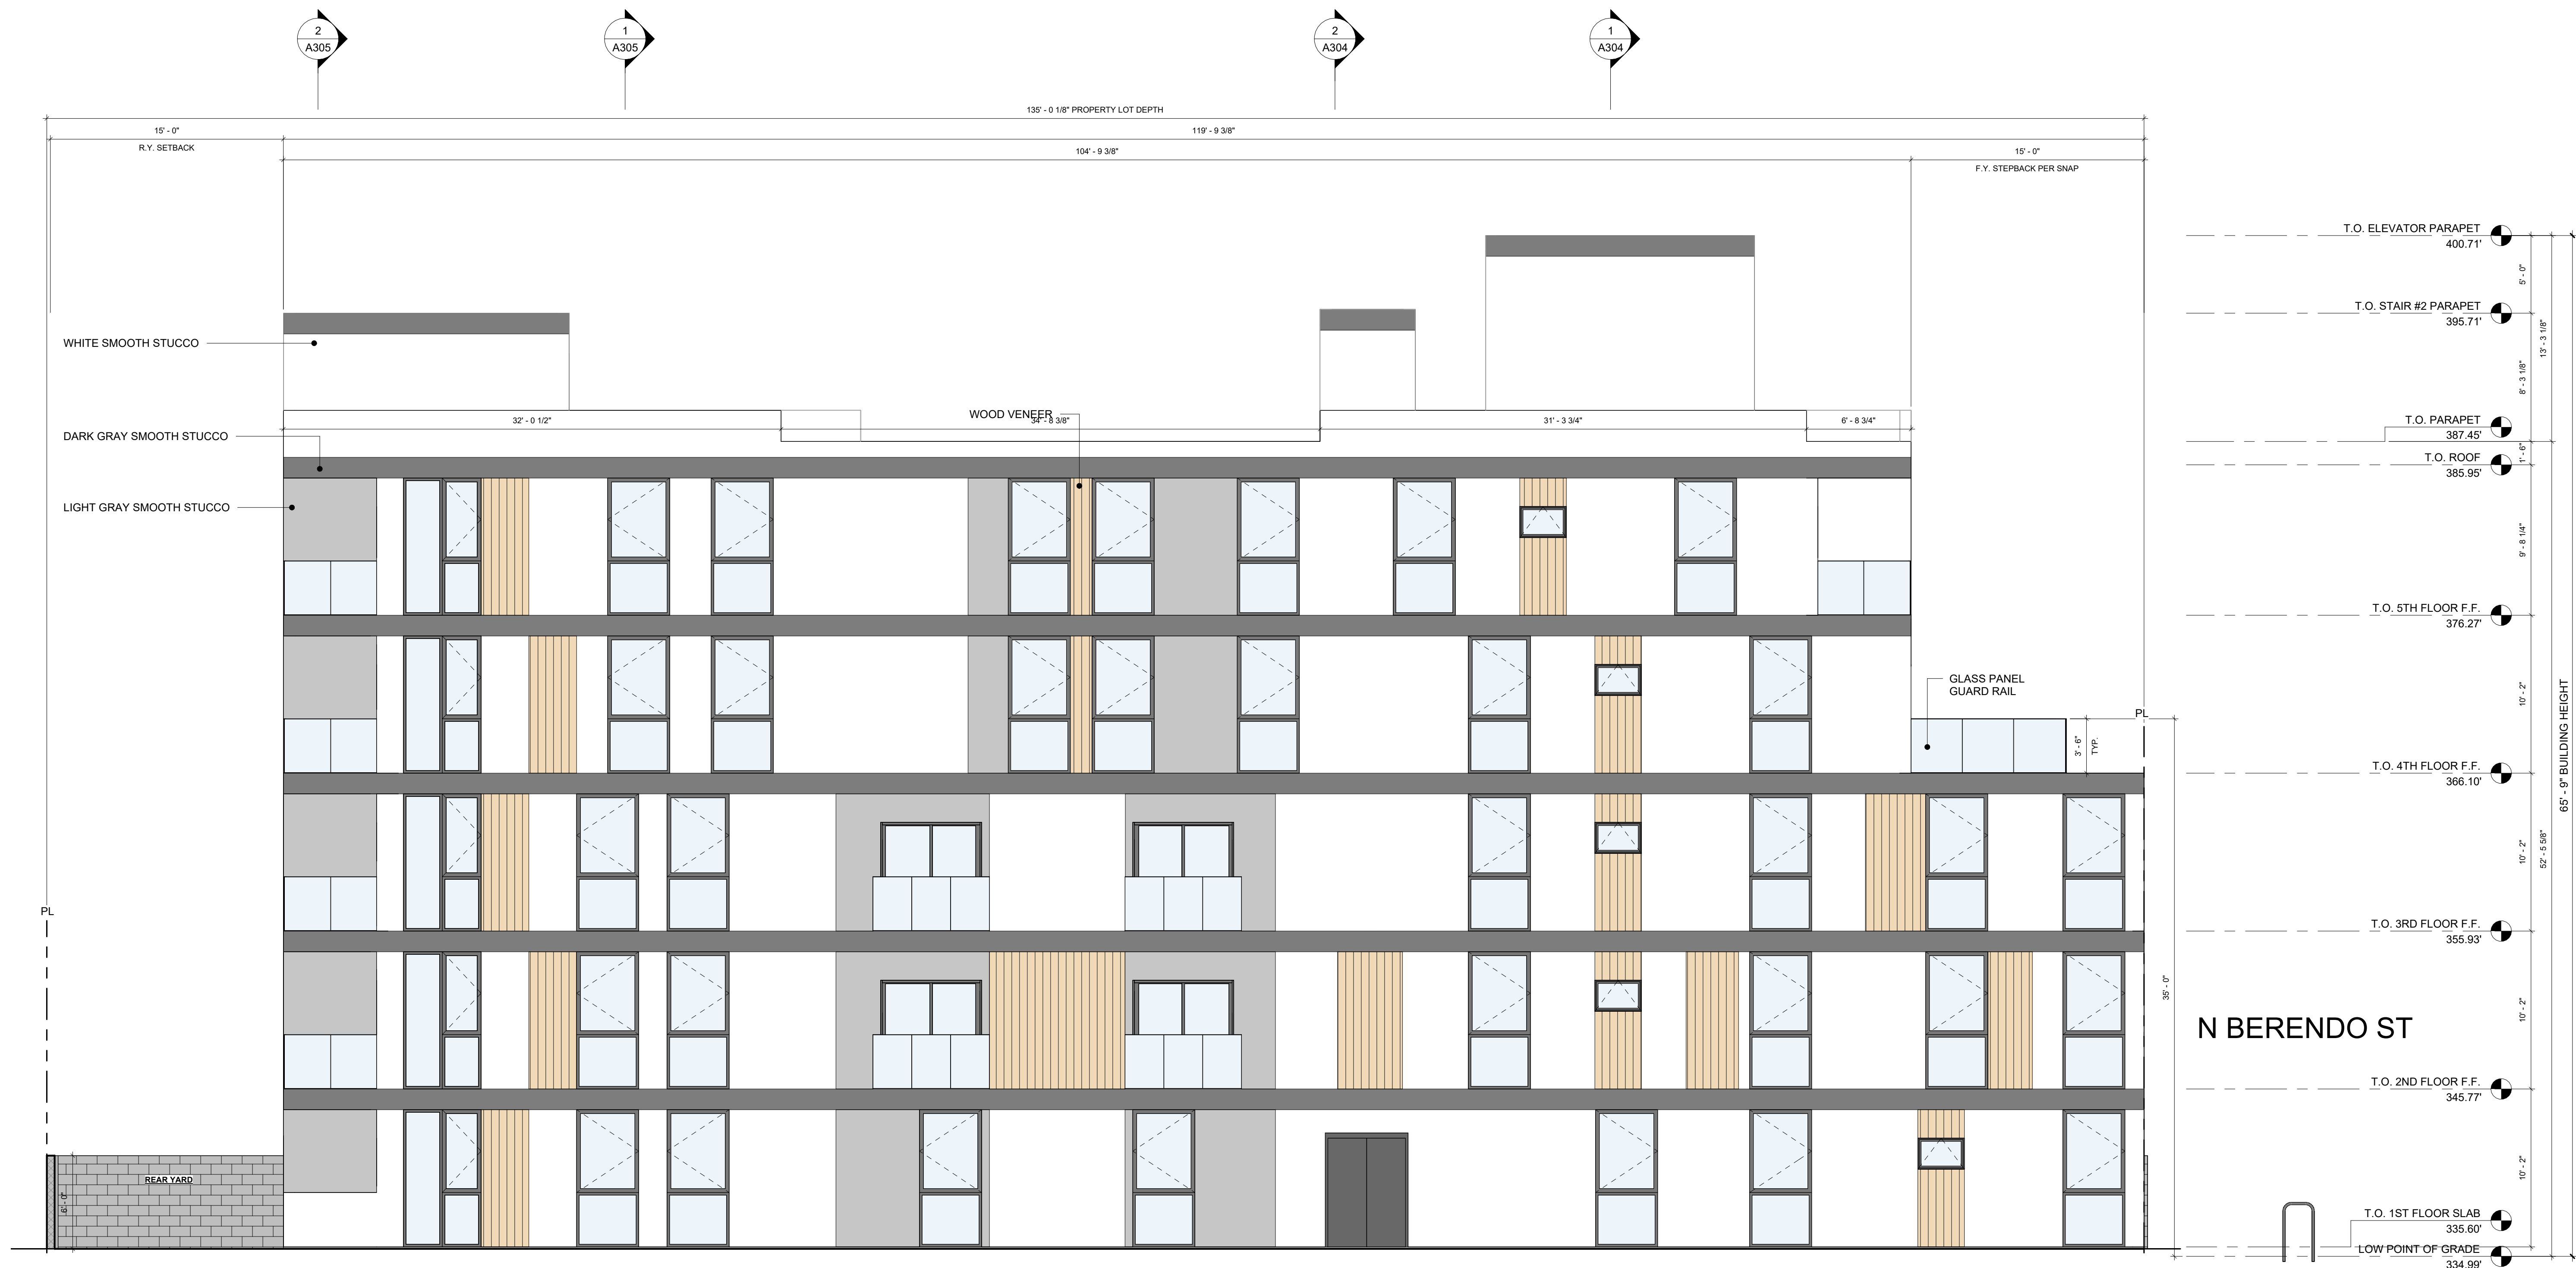 2
A305
1
A305
2
A304
1
A304
135' - 0 1/8" PROPERTY LOT DEPTH
15' - 0"
119' - 9 3/8"
R.Y. SETBACK
104' - 9 3/8"
15' - 0"
F.Y. STEPBACK PER SNAP
T.O. ELEVATOR PARAPET
400.71'
5' - 0"
T.O. STAIR #2 PARAPET
395.71'
13' - 3 1/8"
8' - 3 1/8"
WHITE SMOOTH STUCCO
WOOD VENEER
32' - 0 1/2"
34' - 8 3/8"
31' - 3 3/4"
6' - 8 3/4"
T.O. PARAPET
387.45'
1' - 6"
DARK GRAY SMOOTH STUCCO
T.O. ROOF
385.95'
LIGHT GRAY SMOOTH STUCCO
9' - 8 1/4"
T.O. 5TH FLOOR F.F.
376.27'
GLASS PANEL
GUARD RAIL
10' - 2"
65' - 9" BUILDING HEIGHT
PL
3' - 6"
TYP.
T.O. 4TH FLOOR F.F.
366.10'
10' - 2"
52' - 5 5/8"
PL
T.O. 3RD FLOOR F.F.
355.93'
35' - 0"
10' - 2"
N BERENDO ST
T.O. 2ND FLOOR F.F.
345.77'
10' - 2"
REAR YARD
6' - 0"
T.O. 1ST FLOOR SLAB
335.60'
LOW POINT OF GRADE
334.99'